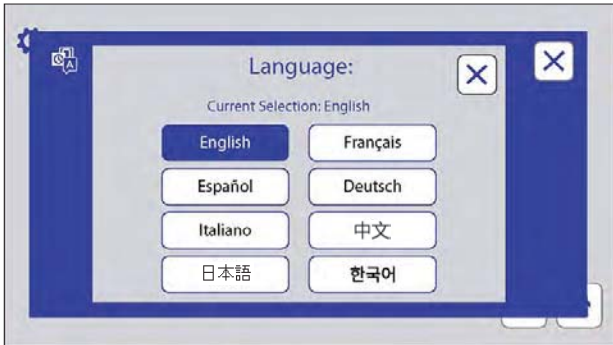 Language:
Current Selection: English
English
Français
Español
Deutsch
Italiano
中文
日本語
한국어